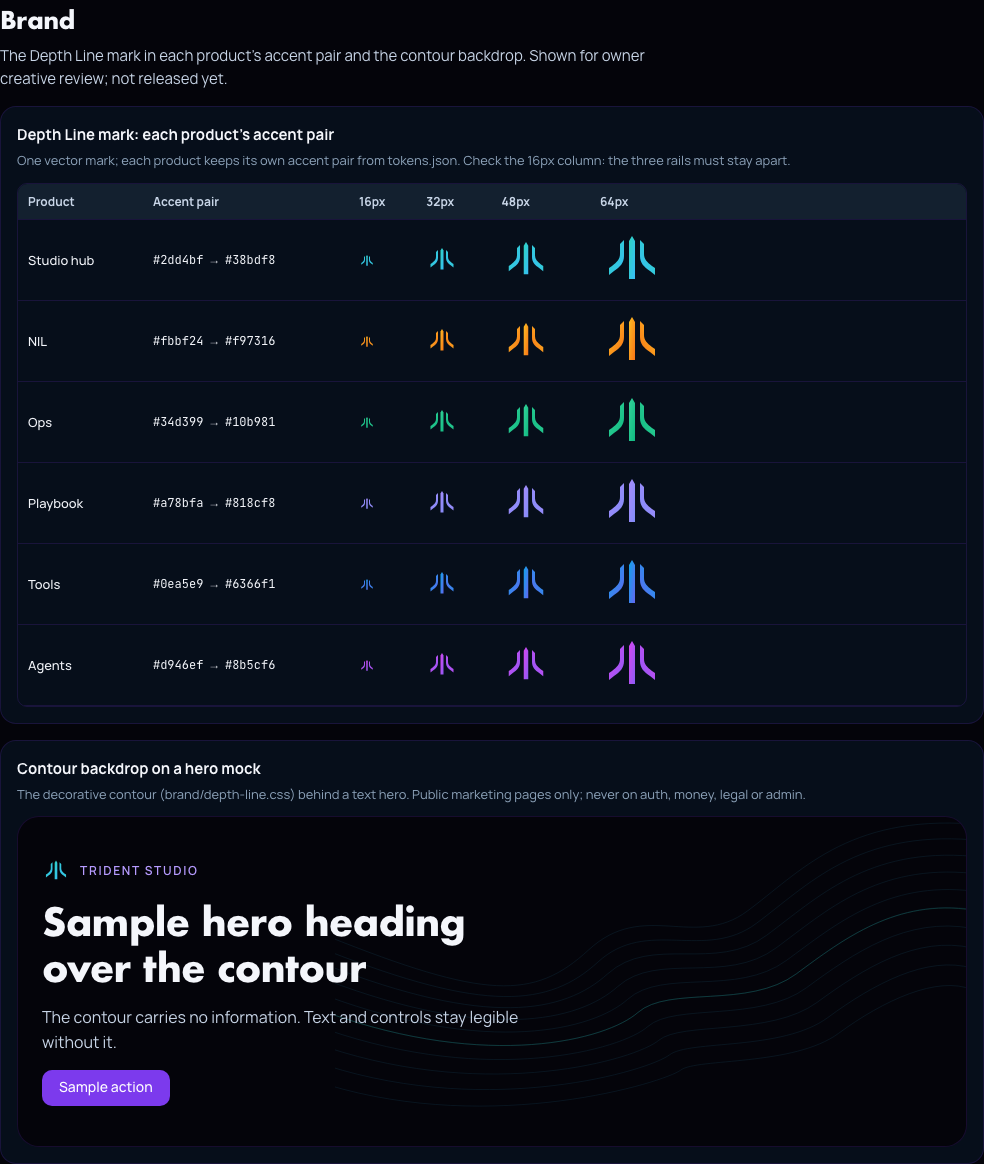 Brand
The Depth Line mark in each product's accent pair and the contour backdrop. Shown for owner
creative review; not released yet.
Depth Line mark: each product's accent pair
One vector mark; each product keeps its own accent pair from tokens.json. Check the 16px column: the three rails must stay apart.
Product Accent pair 16px 32px 48px 64px
Studio hub #2dd4bf → #38bdf8
NIL #fbbf24 → #f97316
Ops #34d399 → #10b981
Playbook #a78bfa → #818cf8
Tools #0ea5e9 → #6366f1
Agents #d946ef → #8b5cf6
Contour backdrop on a hero mock
The decorative contour (brand/depth-line.css) behind a text hero. Public marketing pages only; never on auth, money, legal or admin.
TRIDENT STUDIO
Sample hero heading
over the contour
The contour carries no information. Text and controls stay legible
without it.
Sample action